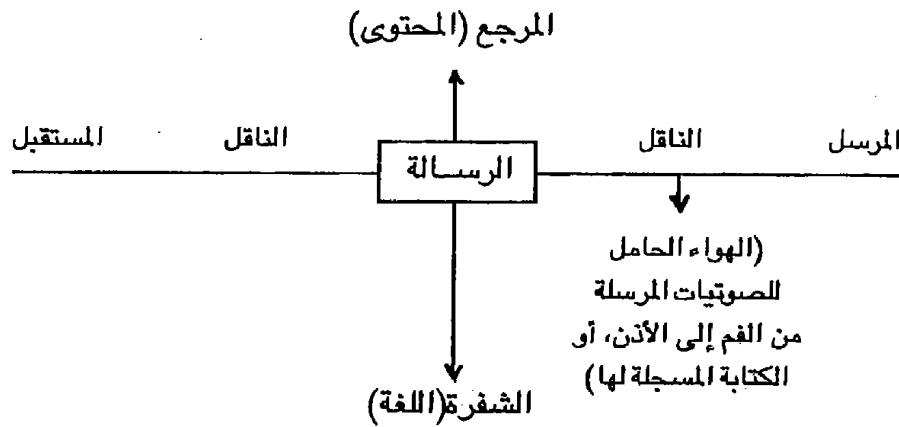 المرجع (المحتوى)
المرسل الناقل الناقل المستقبل
الرسالة
(الهواء الحامل
للصوتيات المرسلة
من الفم إلى الأذن، أو
الكتابة المسجلة لها)
الشفرة (اللغة)